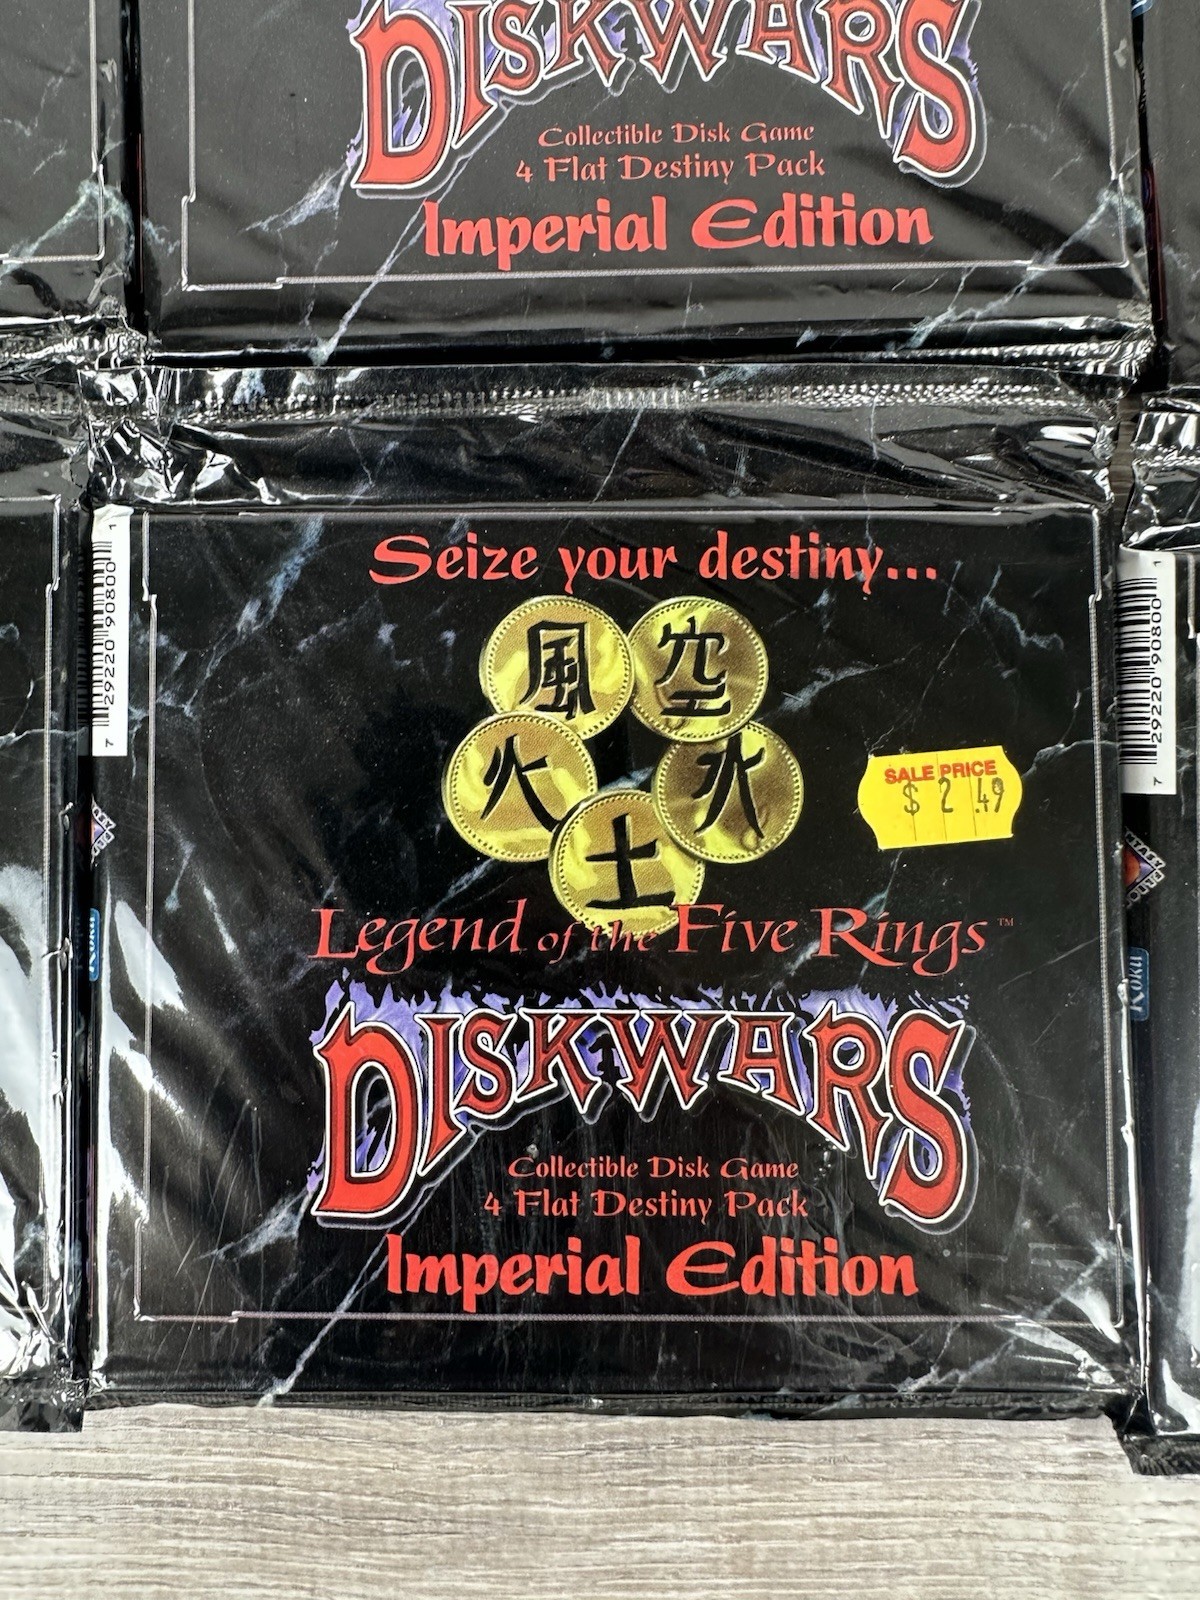 DISKWARS
Collectible Disk Game
4 Flat Destiny Pack
Imperial Edition
7 29220 90800 1
Seize your destiny...
風 空
火 水
土
SALE PRICE
$ 2.49
Legend of the Five Rings™
DISKWARS
Collectible Disk Game
4 Flat Destiny Pack
Imperial Edition
7 29220 90800 1
Koku
Koku